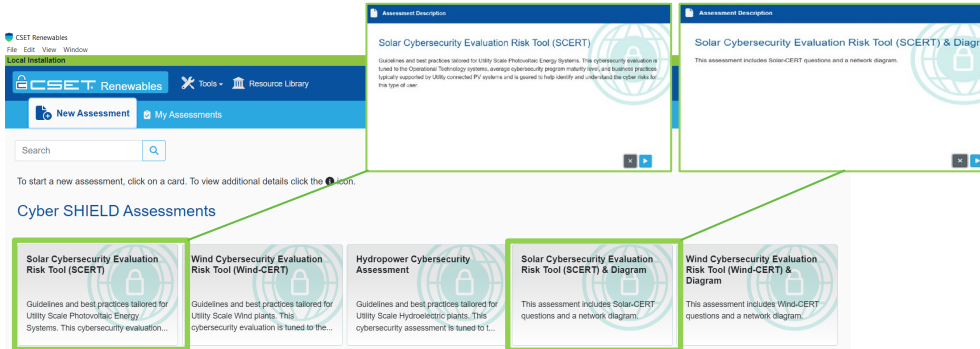 CSET Renewables
File Edit View Window
Local Installation
CSET Renewables
Tools
Resource Library
New Assessment
My Assessments
Search
To start a new assessment, click on a card. To view additional details click the i icon.
Cyber SHIELD Assessments
Solar Cybersecurity Evaluation
Risk Tool (SCERT)
Guidelines and best practices tailored for
Utility Scale Photovoltaic Energy
Systems. This cybersecurity evaluation...
Wind Cybersecurity Evaluation
Risk Tool (Wind-CERT)
Guidelines and best practices tailored for
Utility Scale Wind plants. This
cybersecurity evaluation is tuned to the...
Hydropower Cybersecurity
Assessment
Guidelines and best practices tailored for
Utility Scale Hydroelectric plants. This
cybersecurity assessment is tuned to t...
Solar Cybersecurity Evaluation
Risk Tool (SCERT) & Diagram
This assessment includes Solar-CERT
questions and a network diagram.
Wind Cybersecurity Evaluation
Risk Tool (Wind-CERT) &
Diagram
This assessment includes Wind-CERT
questions and a network diagram.
Assessment Description
Solar Cybersecurity Evaluation Risk Tool (SCERT)
Guidelines and best practices tailored for Utility Scale Photovoltaic Energy Systems. This cybersecurity evaluation is
tuned to the Operational Technology systems, average cybersecurity program maturity level, and business practices
typically supported by Utility connected PV systems and is geared to help identify and understand the cyber risks for
this type of user
Assessment Description
Solar Cybersecurity Evaluation Risk Tool (SCERT) & Diagr
This assessment includes Solar-CERT questions and a network diagram.